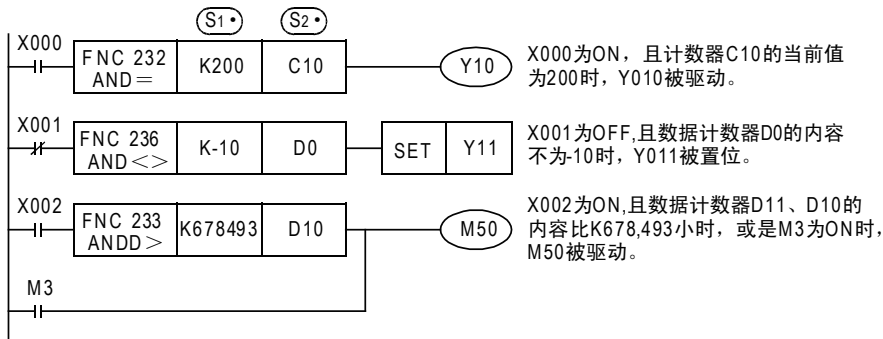 S1• S2•
X000
FNC 232 AND＝ K200 C10 Y10
X000为ON，且计数器C10的当前值
为200时，Y010被驱动。
X001
FNC 236 AND<> K-10 D0 SET Y11
X001为OFF,且数据计数器D0的内容
不为-10时，Y011被置位。
X002
FNC 233 ANDD＞ K678493 D10 M50
X002为ON,且数据计数器D11、D10的
内容比K678,493小时，或是M3为ON时，
M50被驱动。
M3